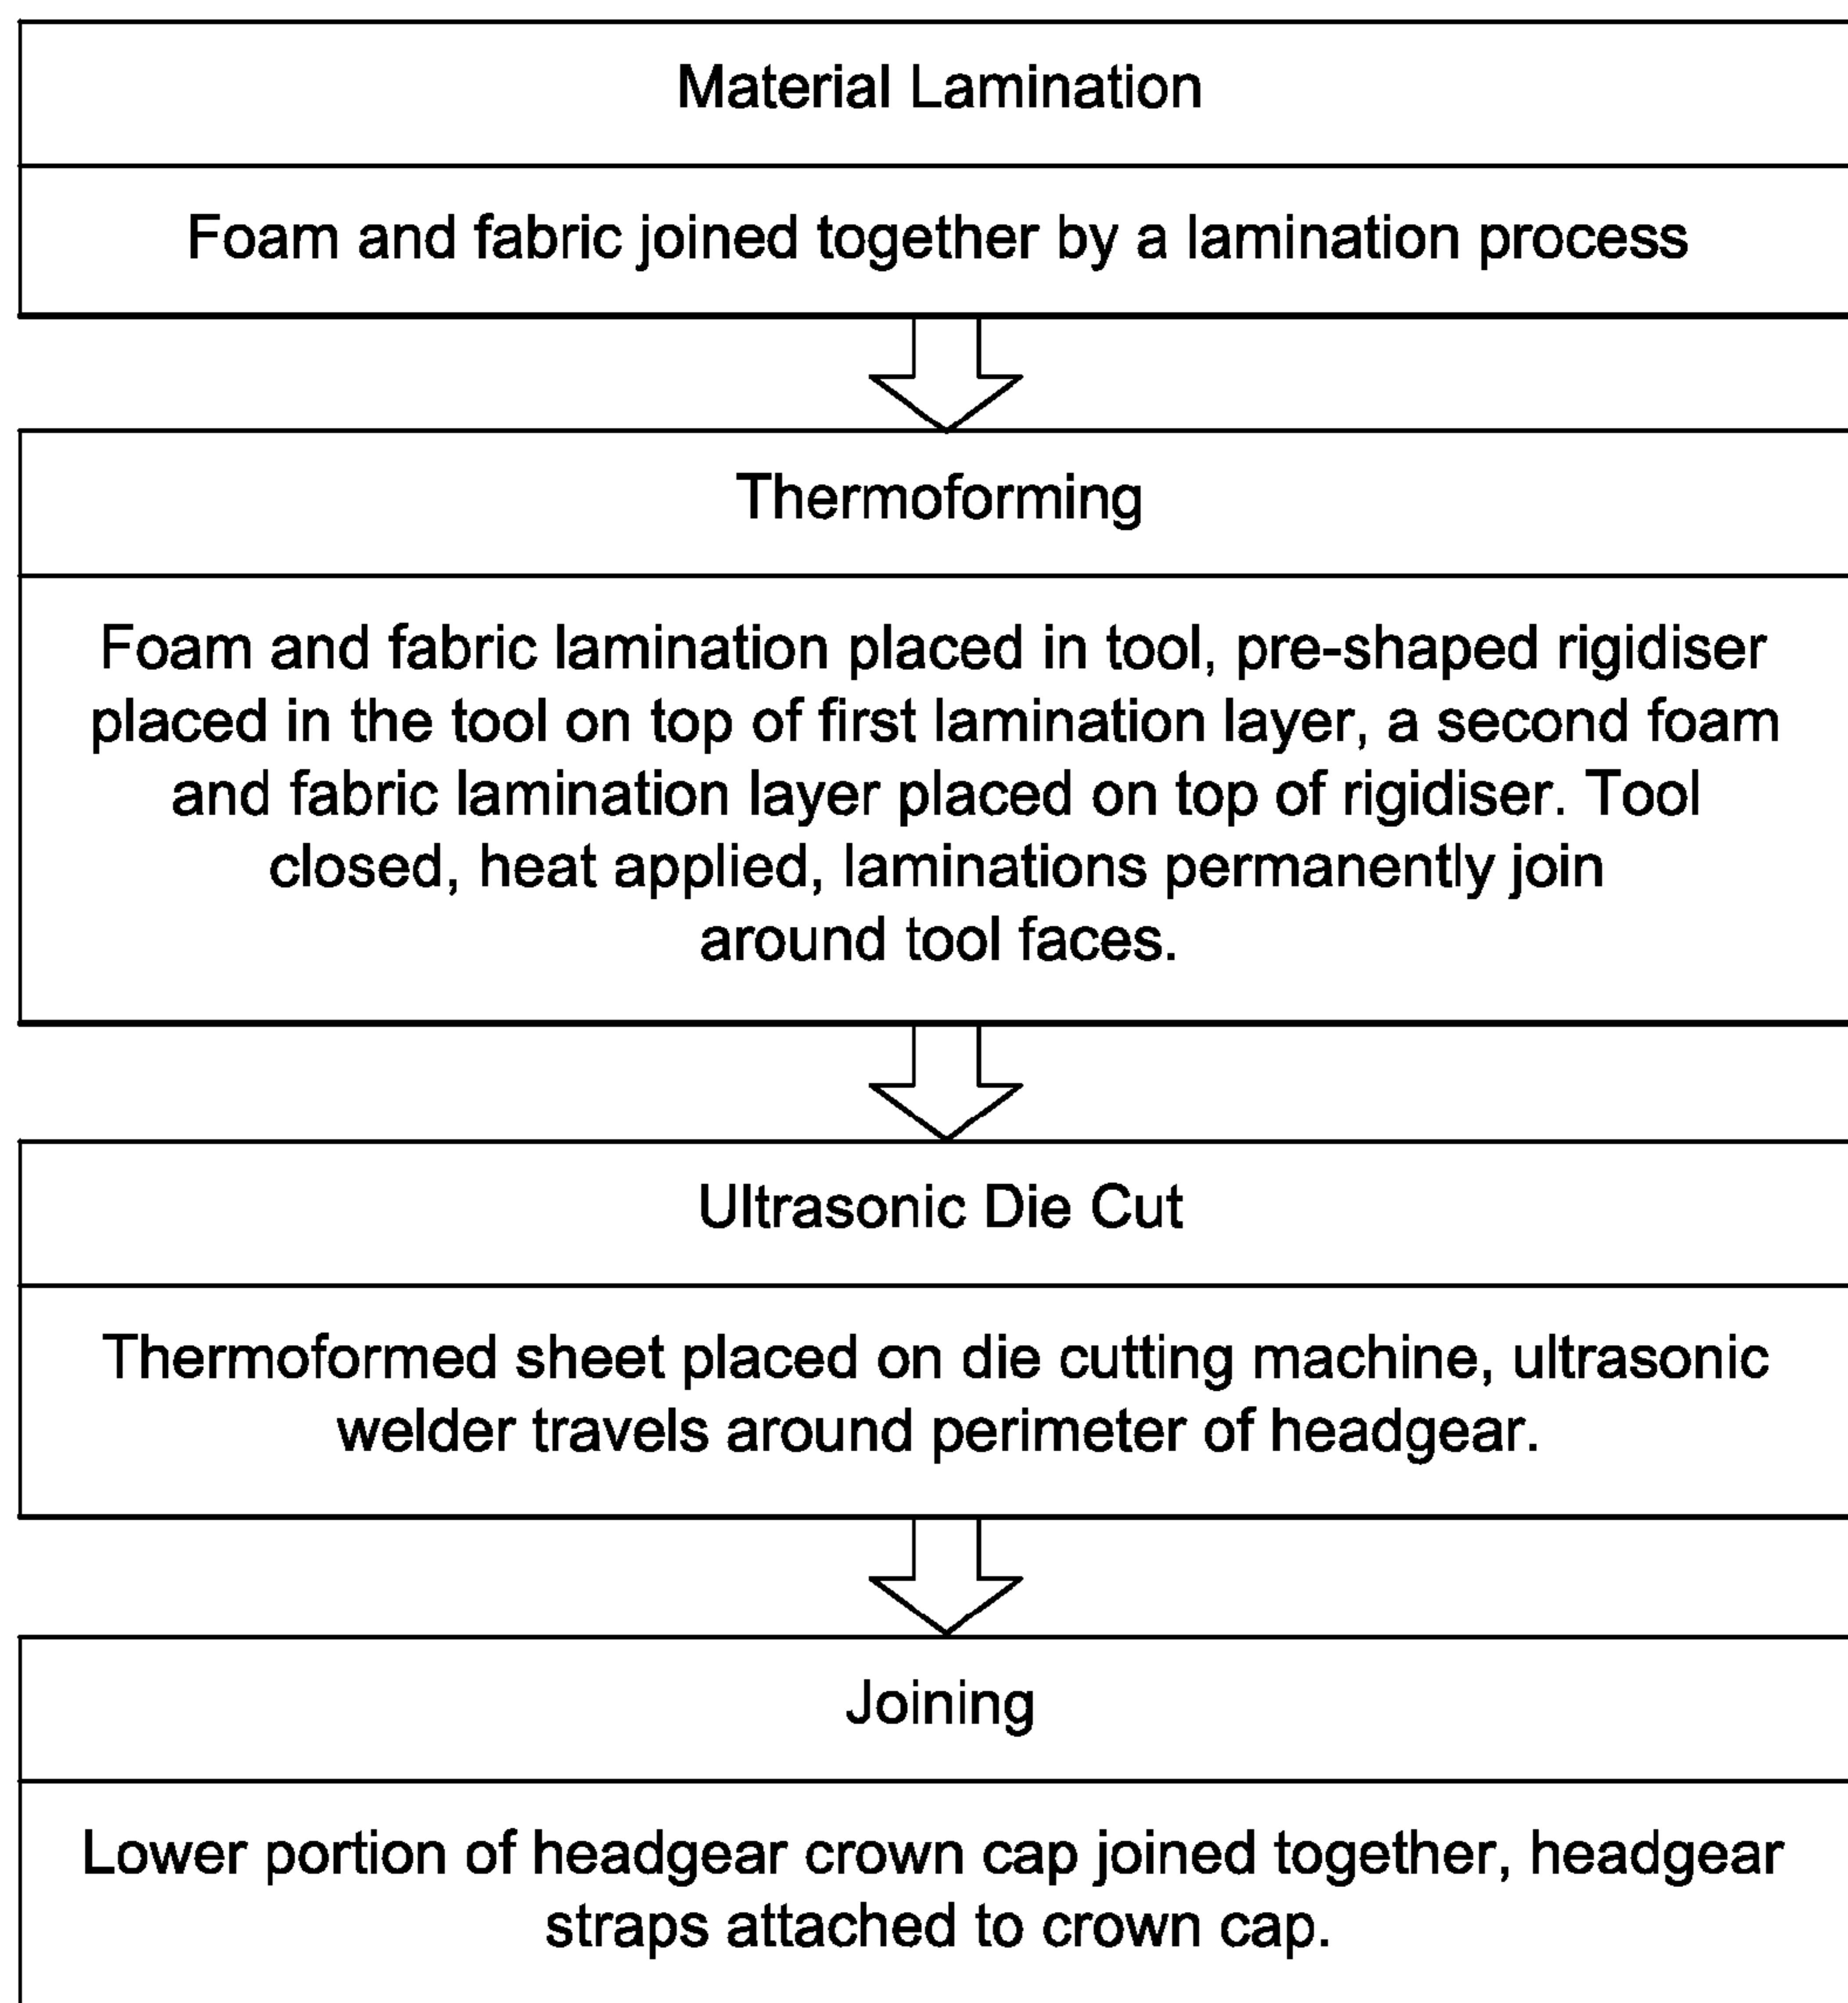 Material Lamination
Foam and fabric joined together by a lamination process
Thermoforming
Foam and fabric lamination placed in tool, pre-shaped rigidiser
placed in the tool on top of first lamination layer, a second foam
and fabric lamination layer placed on top of rigidiser. Tool
closed, heat applied, laminations permanently join
around tool faces.
Ultrasonic Die Cut
Thermoformed sheet placed on die cutting machine, ultrasonic
welder travels around perimeter of headgear.
Joining
Lower portion of headgear crown cap joined together, headgear
straps attached to crown cap.